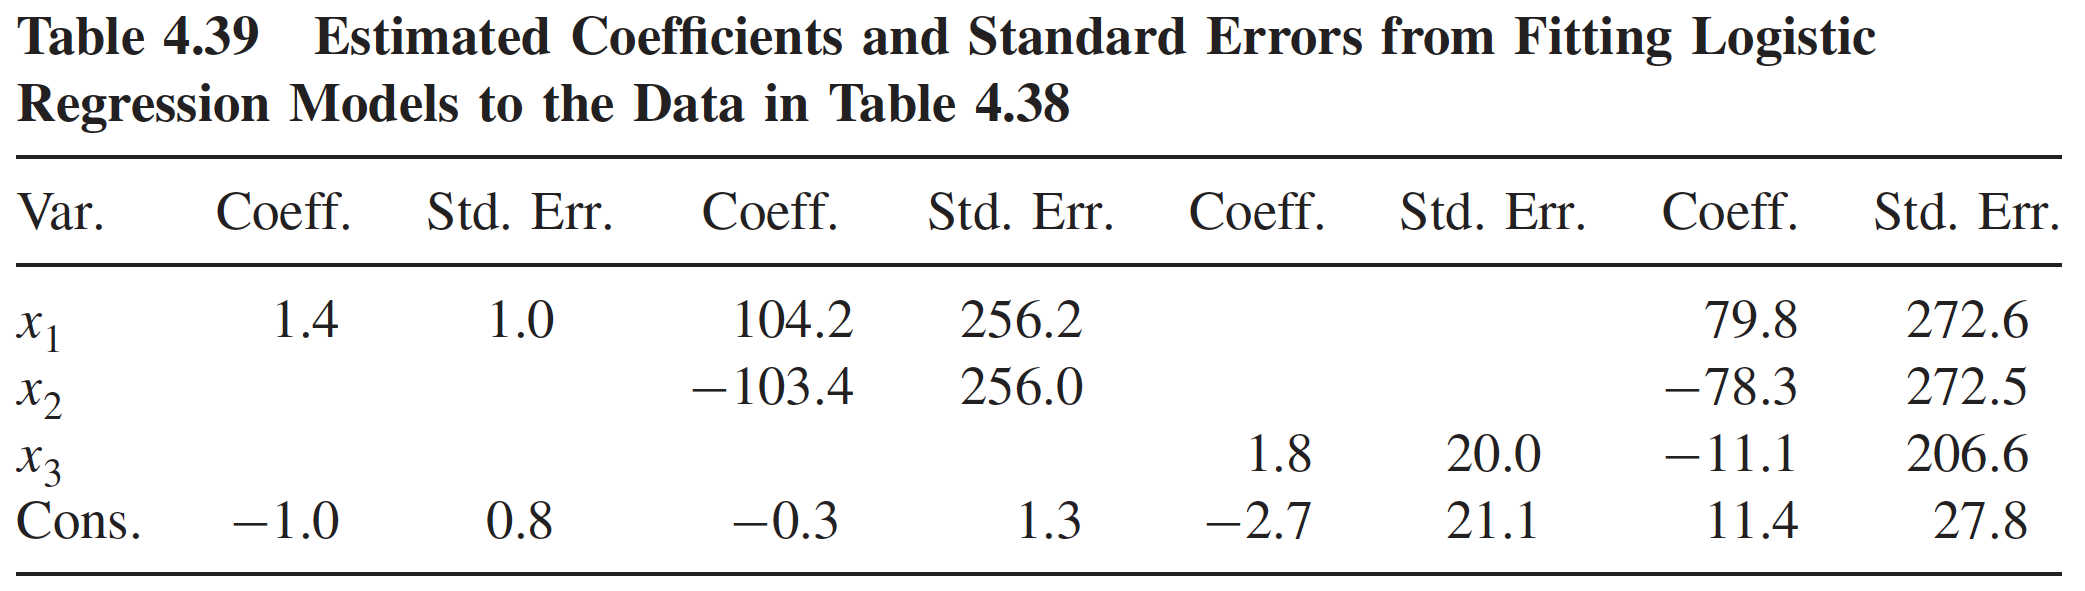 Table 4.39 Estimated Coefficients and Standard Errors from Fitting Logistic
Regression Models to the Data in Table 4.38
Var. Coeff. Std. Err. Coeff. Std. Err. Coeff. Std. Err. Coeff. Std. Err.
x1 1.4 1.0 104.2 256.2 79.8 272.6
x2 −103.4 256.0 −78.3 272.5
x3 1.8 20.0 −11.1 206.6
Cons. −1.0 0.8 −0.3 1.3 −2.7 21.1 11.4 27.8